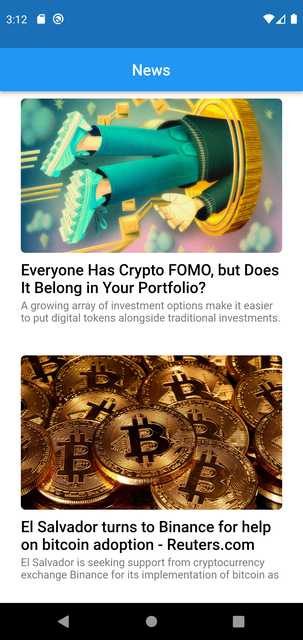 3:12
News
Everyone Has Crypto FOMO, but Does
It Belong in Your Portfolio?
A growing array of investment options make it easier
to put digital tokens alongside traditional investments.
El Salvador turns to Binance for help
on bitcoin adoption - Reuters.com
El Salvador is seeking support from cryptocurrency
exchange Binance for its implementation of bitcoin as